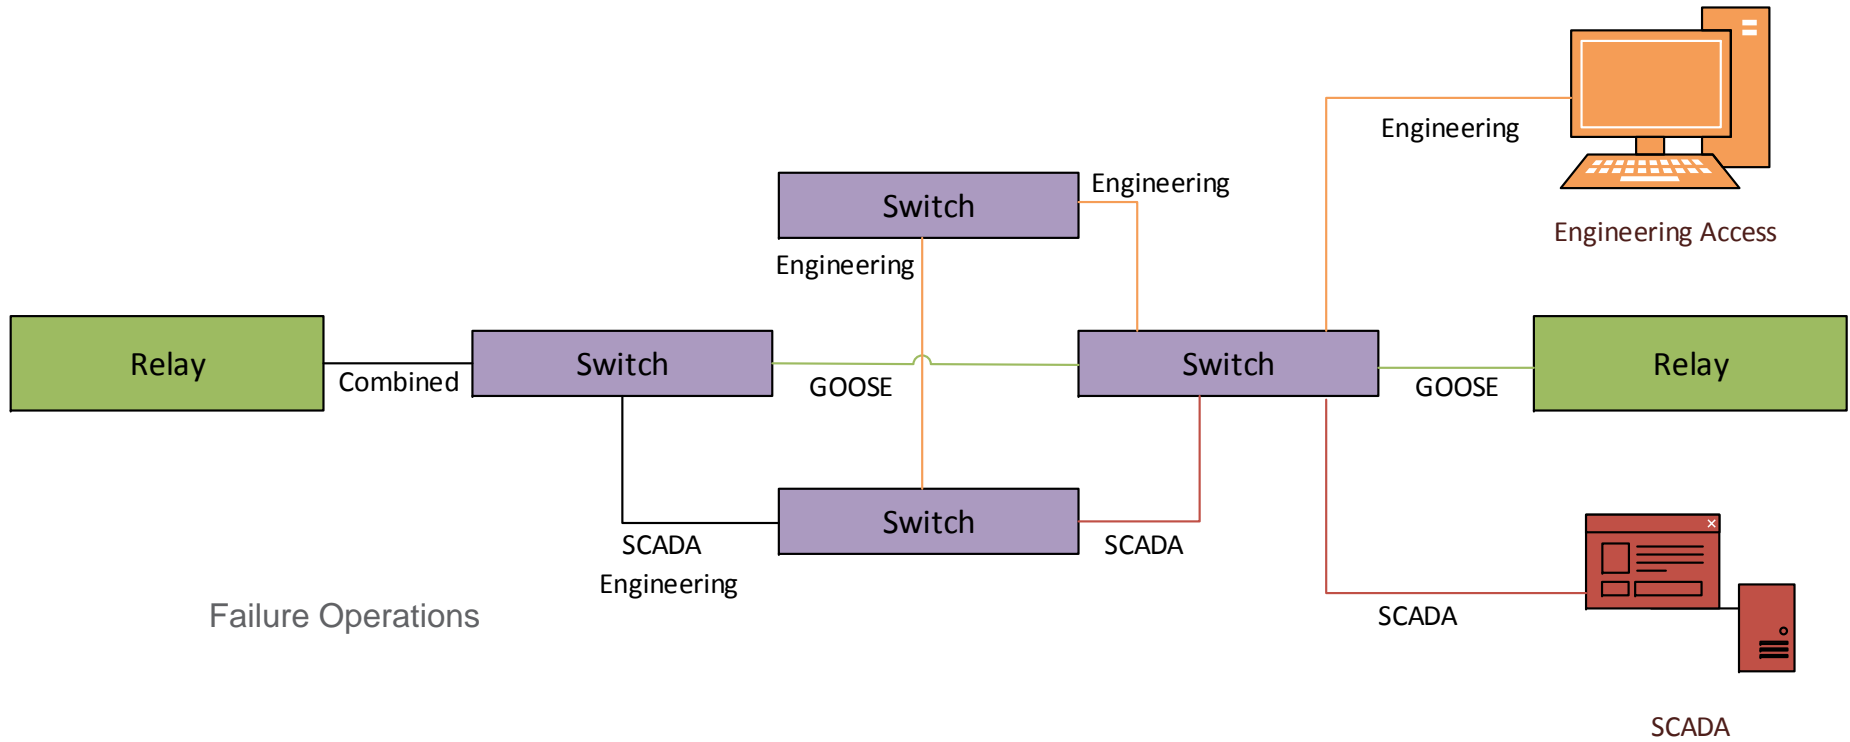 Engineering
Engineering
Switch
Engineering Access
Engineering
Relay
Switch
Switch
Relay
Combined
GOOSE
GOOSE
Switch
SCADA
SCADA
Engineering
Failure Operations
SCADA
SCADA